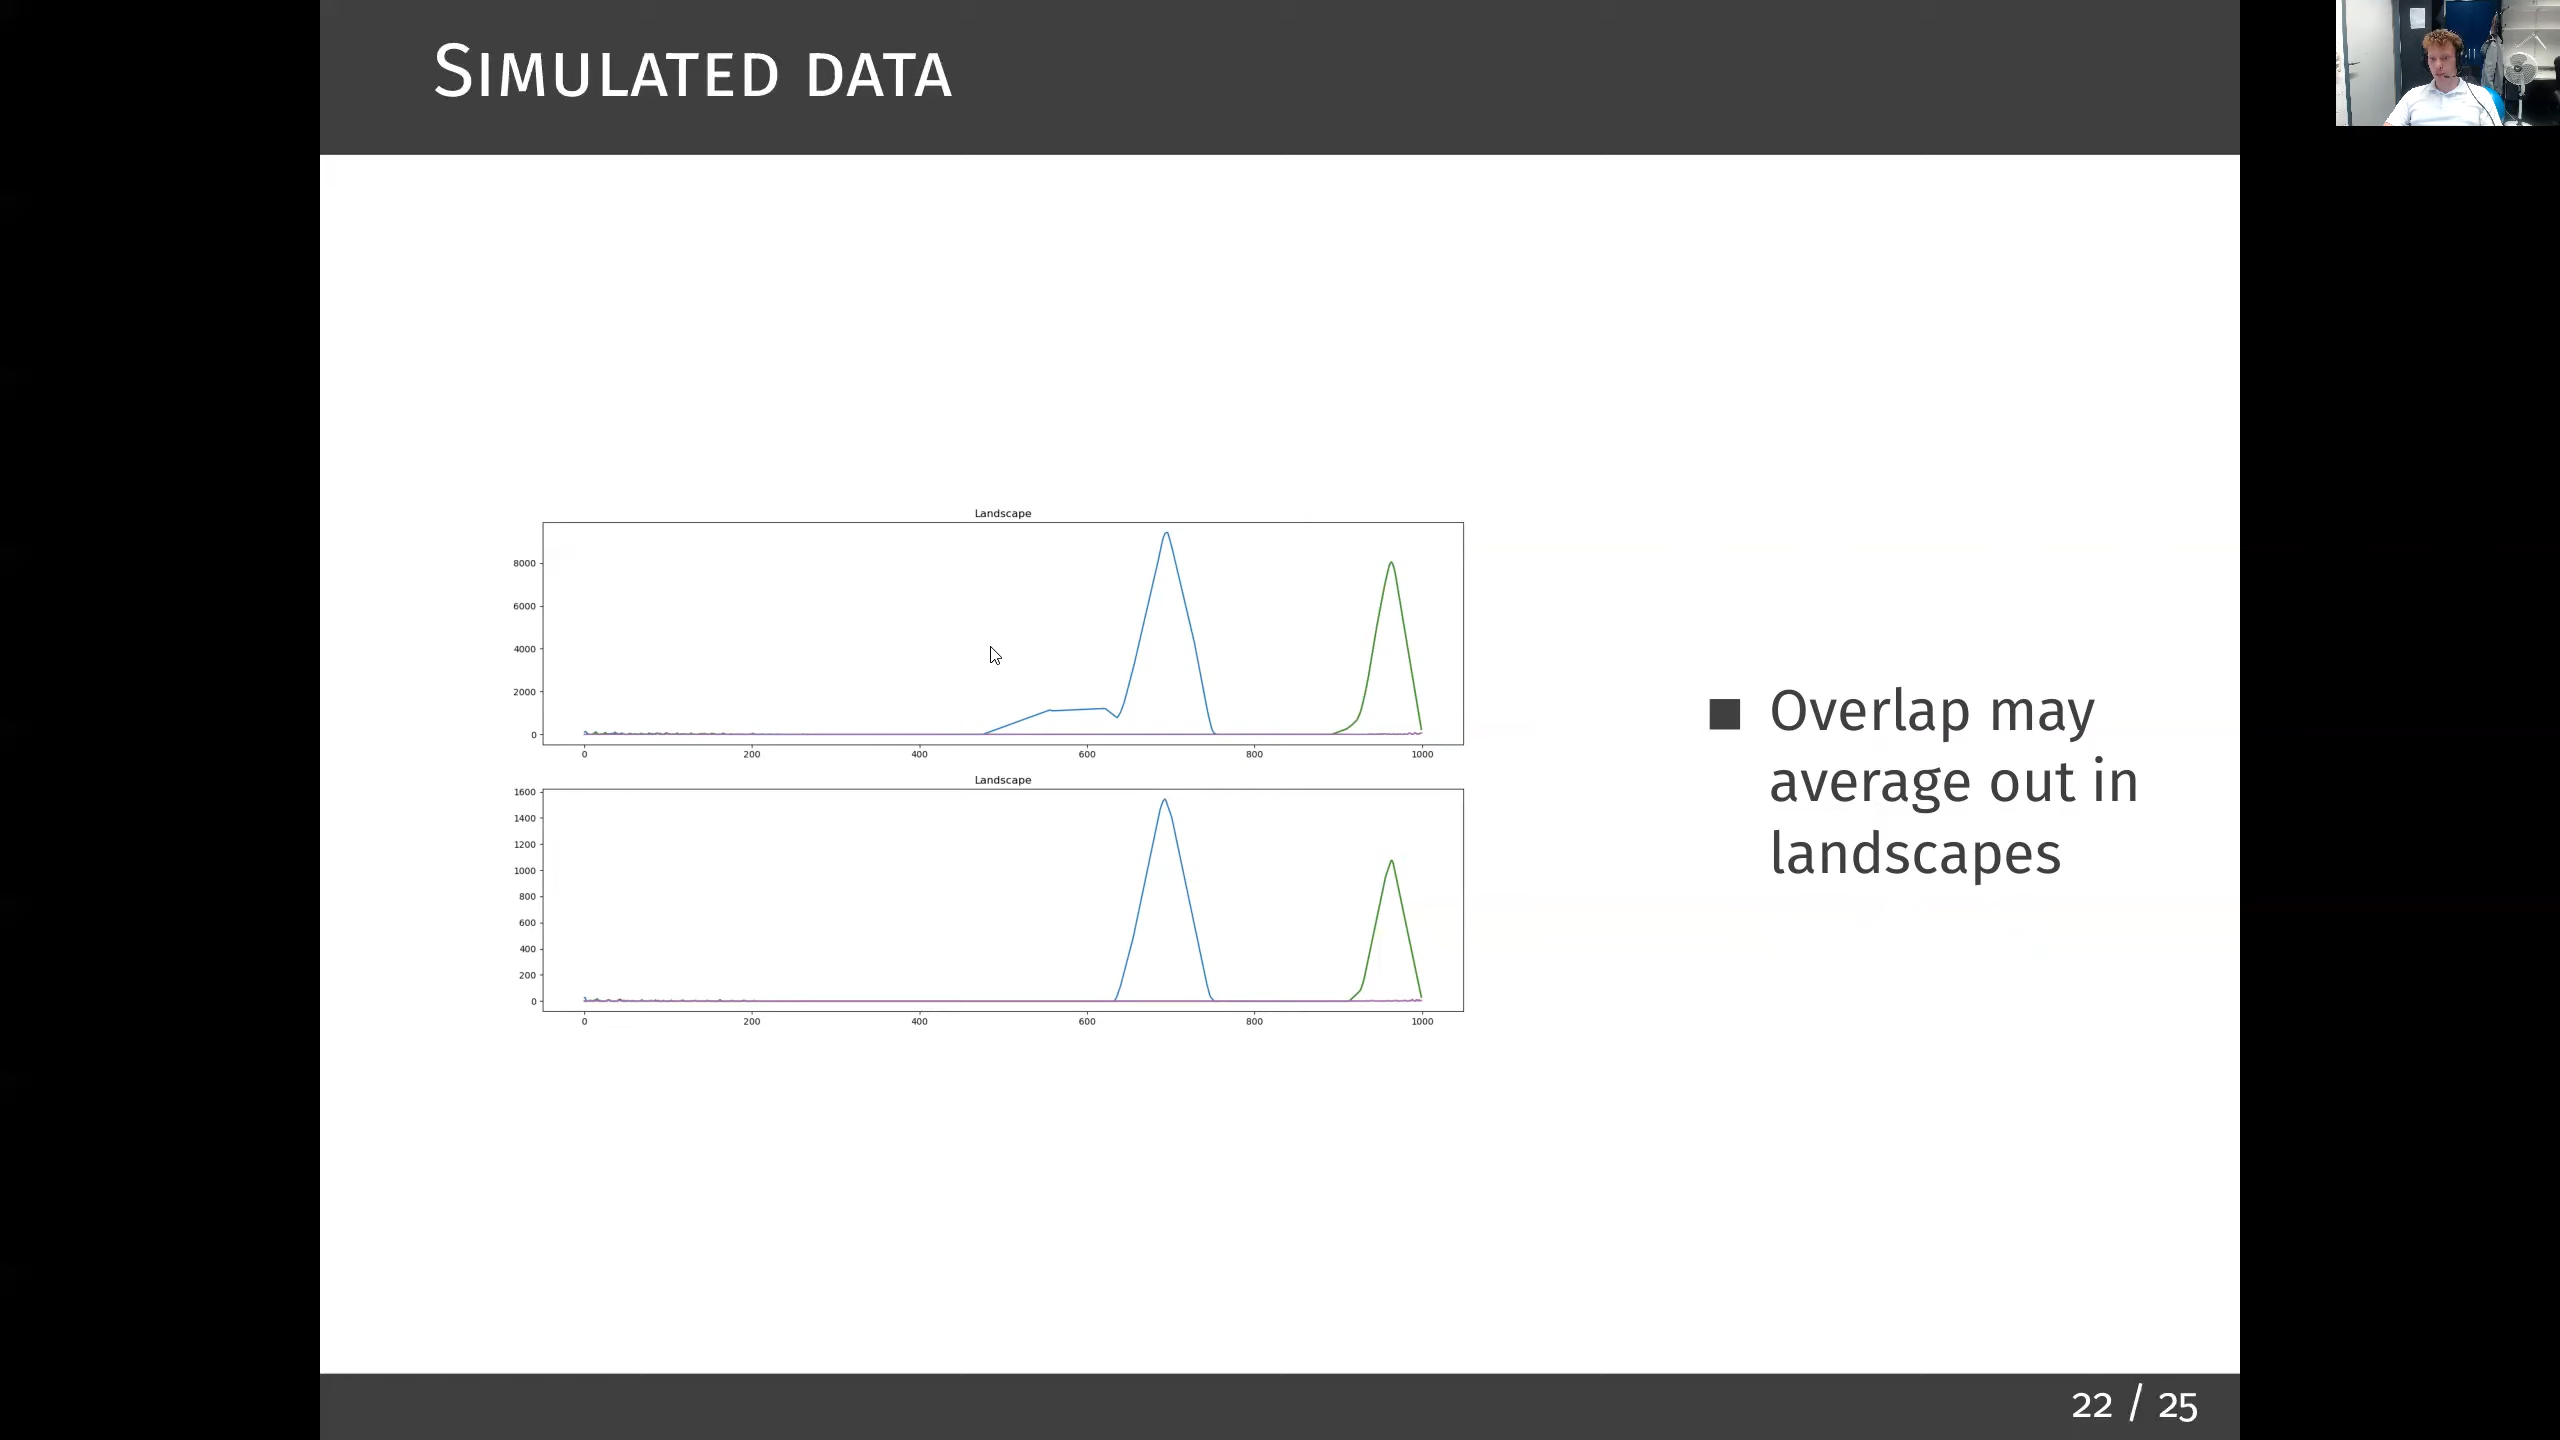 SIMULATED DATA
Landscape
8000
6000
4000
2000
0
0 200 400 600 800 1000
Landscape
1600
1400
1200
1000
800
600
400
200
0
0 200 400 600 800 1000
Overlap may
average out in
landscapes
22 / 25